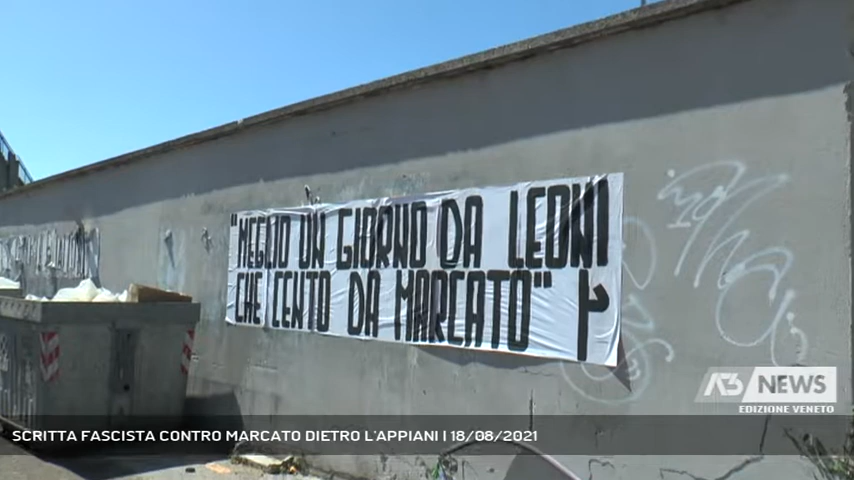 "MEGLIO UN GIORNO DA LEONI
CHE CENTO DA MARCATO"
A3 NEWS
EDIZIONE VENETO
SCRITTA FASCISTA CONTRO MARCATO DIETRO L'APPIANI | 18/08/2021